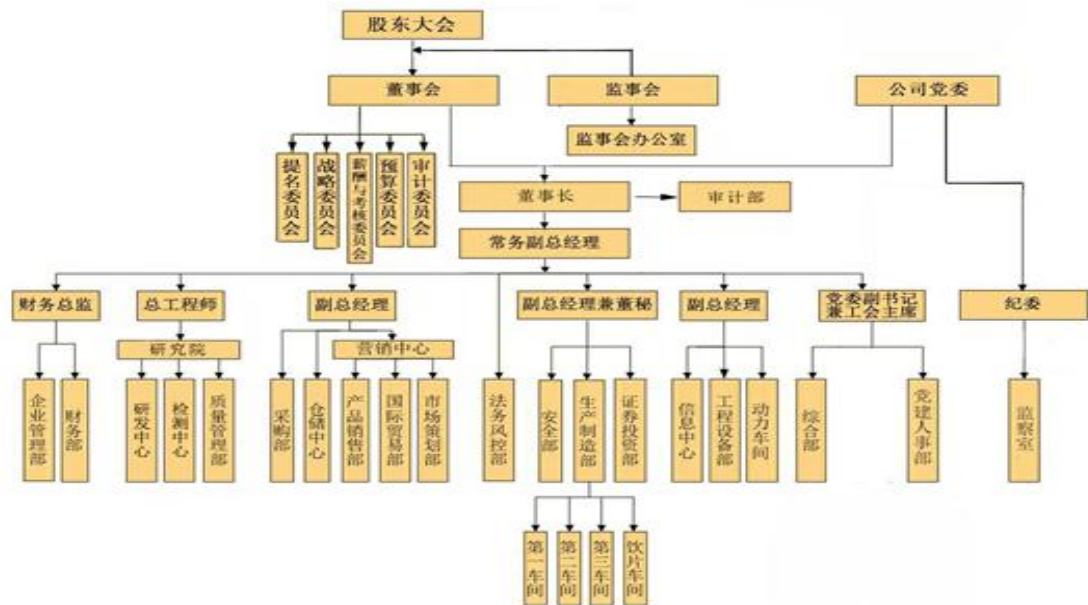 股东大会
董事会
监事会
公司党委
监事会办公室
提名委员会
战略委员会
薪酬与考核委员会
预算委员会
审计委员会
董事长
审计部
常务副总经理
财务总监
总工程师
副总经理
副总经理兼董秘
副总经理
党委副书记
兼工会主席
纪委
研究院
营销中心
企业管理部
财务部
研发中心
检测中心
质量管理部
采购部
仓储中心
产品销售部
国际贸易部
市场策划部
法务风控部
安全部
生产制造部
证券投资部
信息中心
工程设备部
动力车间
综合部
党建人事部
监察室
第一车间
第二车间
第三车间
饮片车间